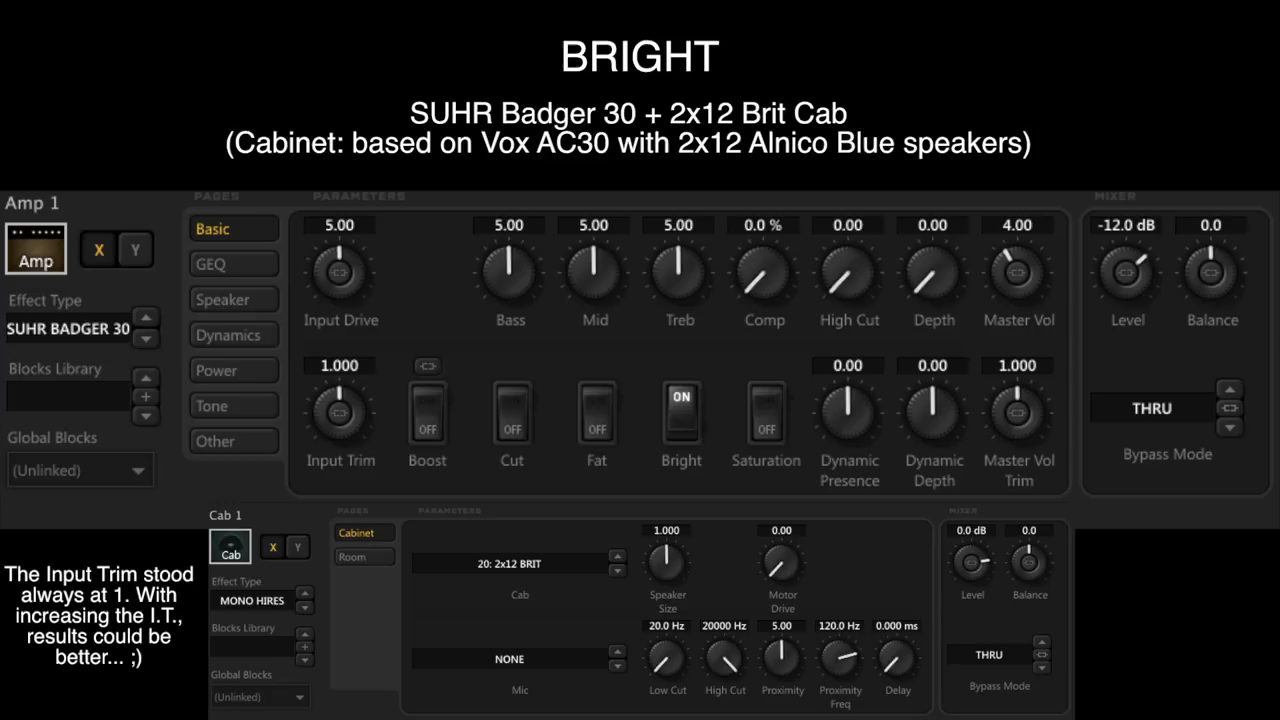 BRIGHT
SUHR Badger 30 + 2x12 Brit Cab
(Cabinet: based on Vox AC30 with 2x12 Alnico Blue speakers)
Amp 1
PAGES
PARAMETERS
MIXER
Amp
X Y
Effect Type
SUHR BADGER 30
Blocks Library
+
Global Blocks
(Unlinked)
Basic
GEQ
Speaker
Dynamics
Power
Tone
Other
5.00 5.00 5.00 5.00 0.0 % 0.00 0.00 4.00
Input Drive Bass Mid Treb Comp High Cut Depth Master Vol
1.000 0.00 0.00 1.000
OFF OFF OFF ON OFF
Input Trim Boost Cut Fat Bright Saturation Dynamic Presence Dynamic Depth Master Vol Trim
-12.0 dB 0.0
Level Balance
THRU
Bypass Mode
The Input Trim stood
always at 1. With
increasing the I.T.,
results could be
better... ;)
Cab 1
PAGES
PARAMETERS
MIXER
Cab
X Y
Effect Type
MONO HIRES
Blocks Library
+
Global Blocks
(Unlinked)
Cabinet
Room
20: 2x12 BRIT
Cab
NONE
Mic
1.000 0.00
Speaker Size Motor Drive
20.0 Hz 20000 Hz 5.00 120.0 Hz 0.000 ms
Low Cut High Cut Proximity Proximity Freq Delay
0.0 dB 0.0
Level Balance
THRU
Bypass Mode